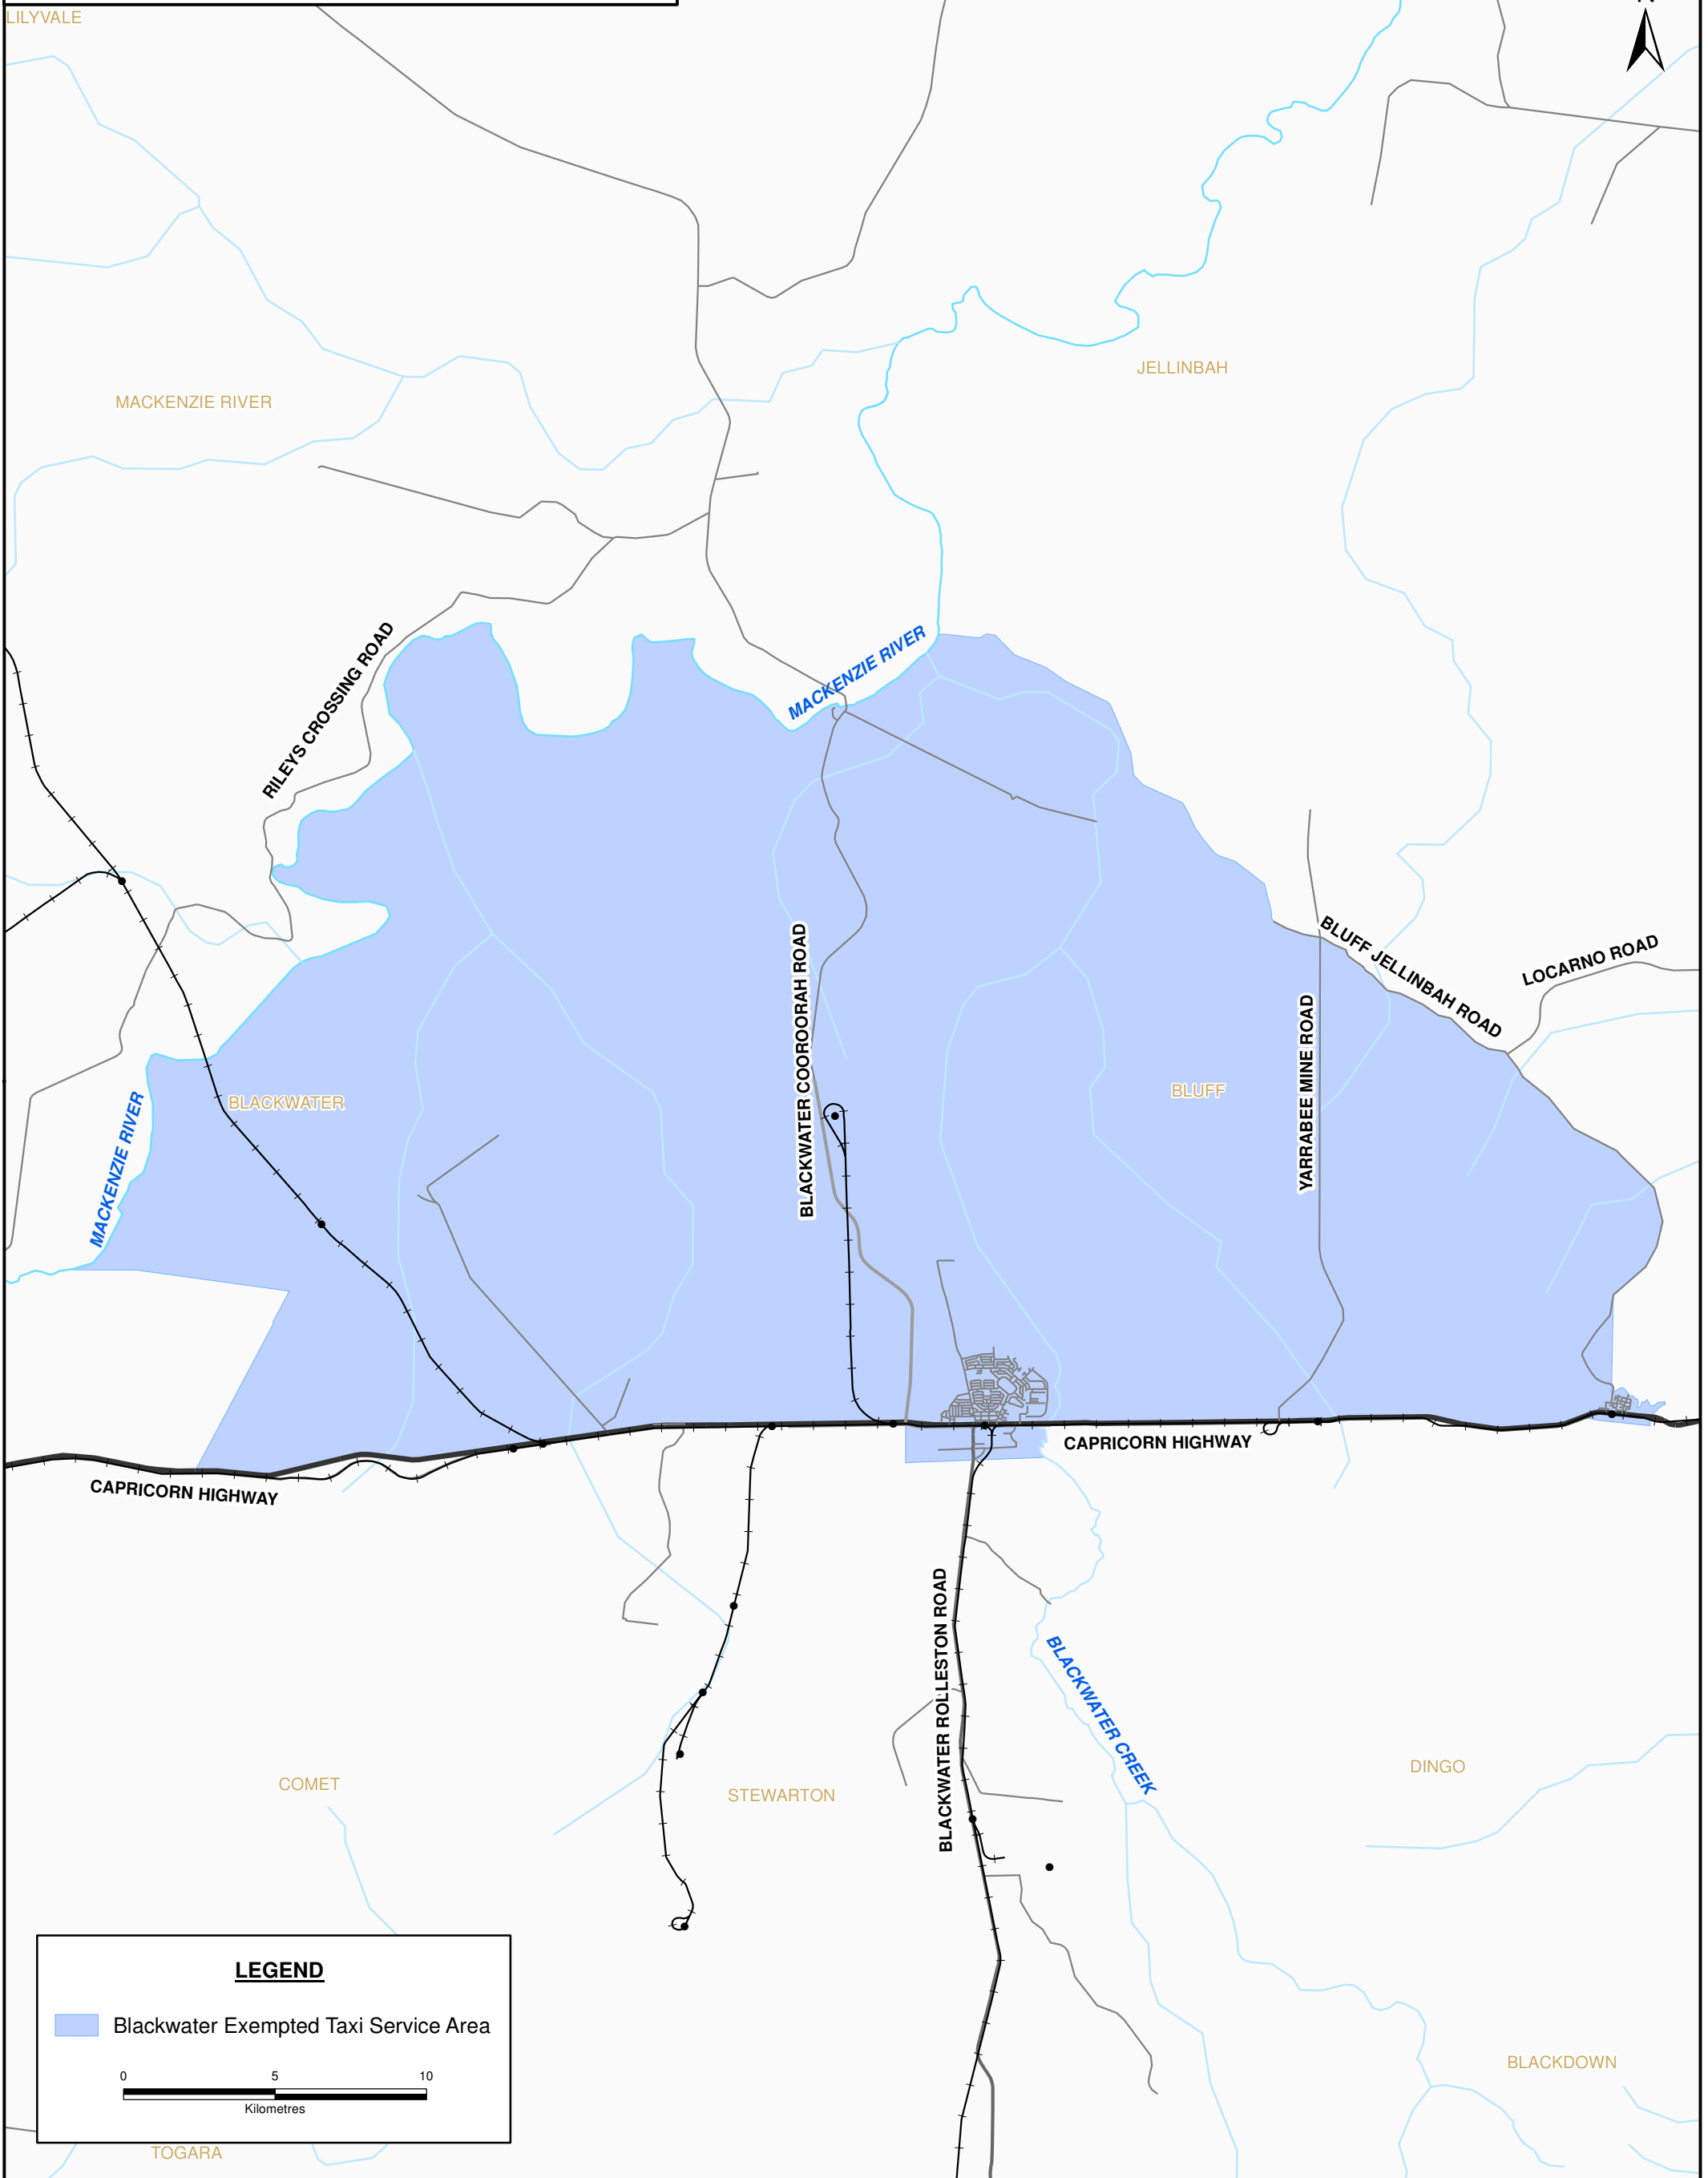 LILYVALE
JELLINBAH
MACKENZIE RIVER
RILEYS CROSSING ROAD
MACKENZIE RIVER
BLACKWATER COOROORAH ROAD
BLUFF JELLINBAH ROAD
LOCARNO ROAD
YARRABEE MINE ROAD
BLUFF
BLACKWATER
MACKENZIE RIVER
CAPRICORN HIGHWAY
CAPRICORN HIGHWAY
BLACKWATER ROLLESTON ROAD
BLACKWATER CREEK
DINGO
COMET
STEWARTON
LEGEND
Blackwater Exempted Taxi Service Area
0 5 10
Kilometres
BLACKDOWN
TOGARA